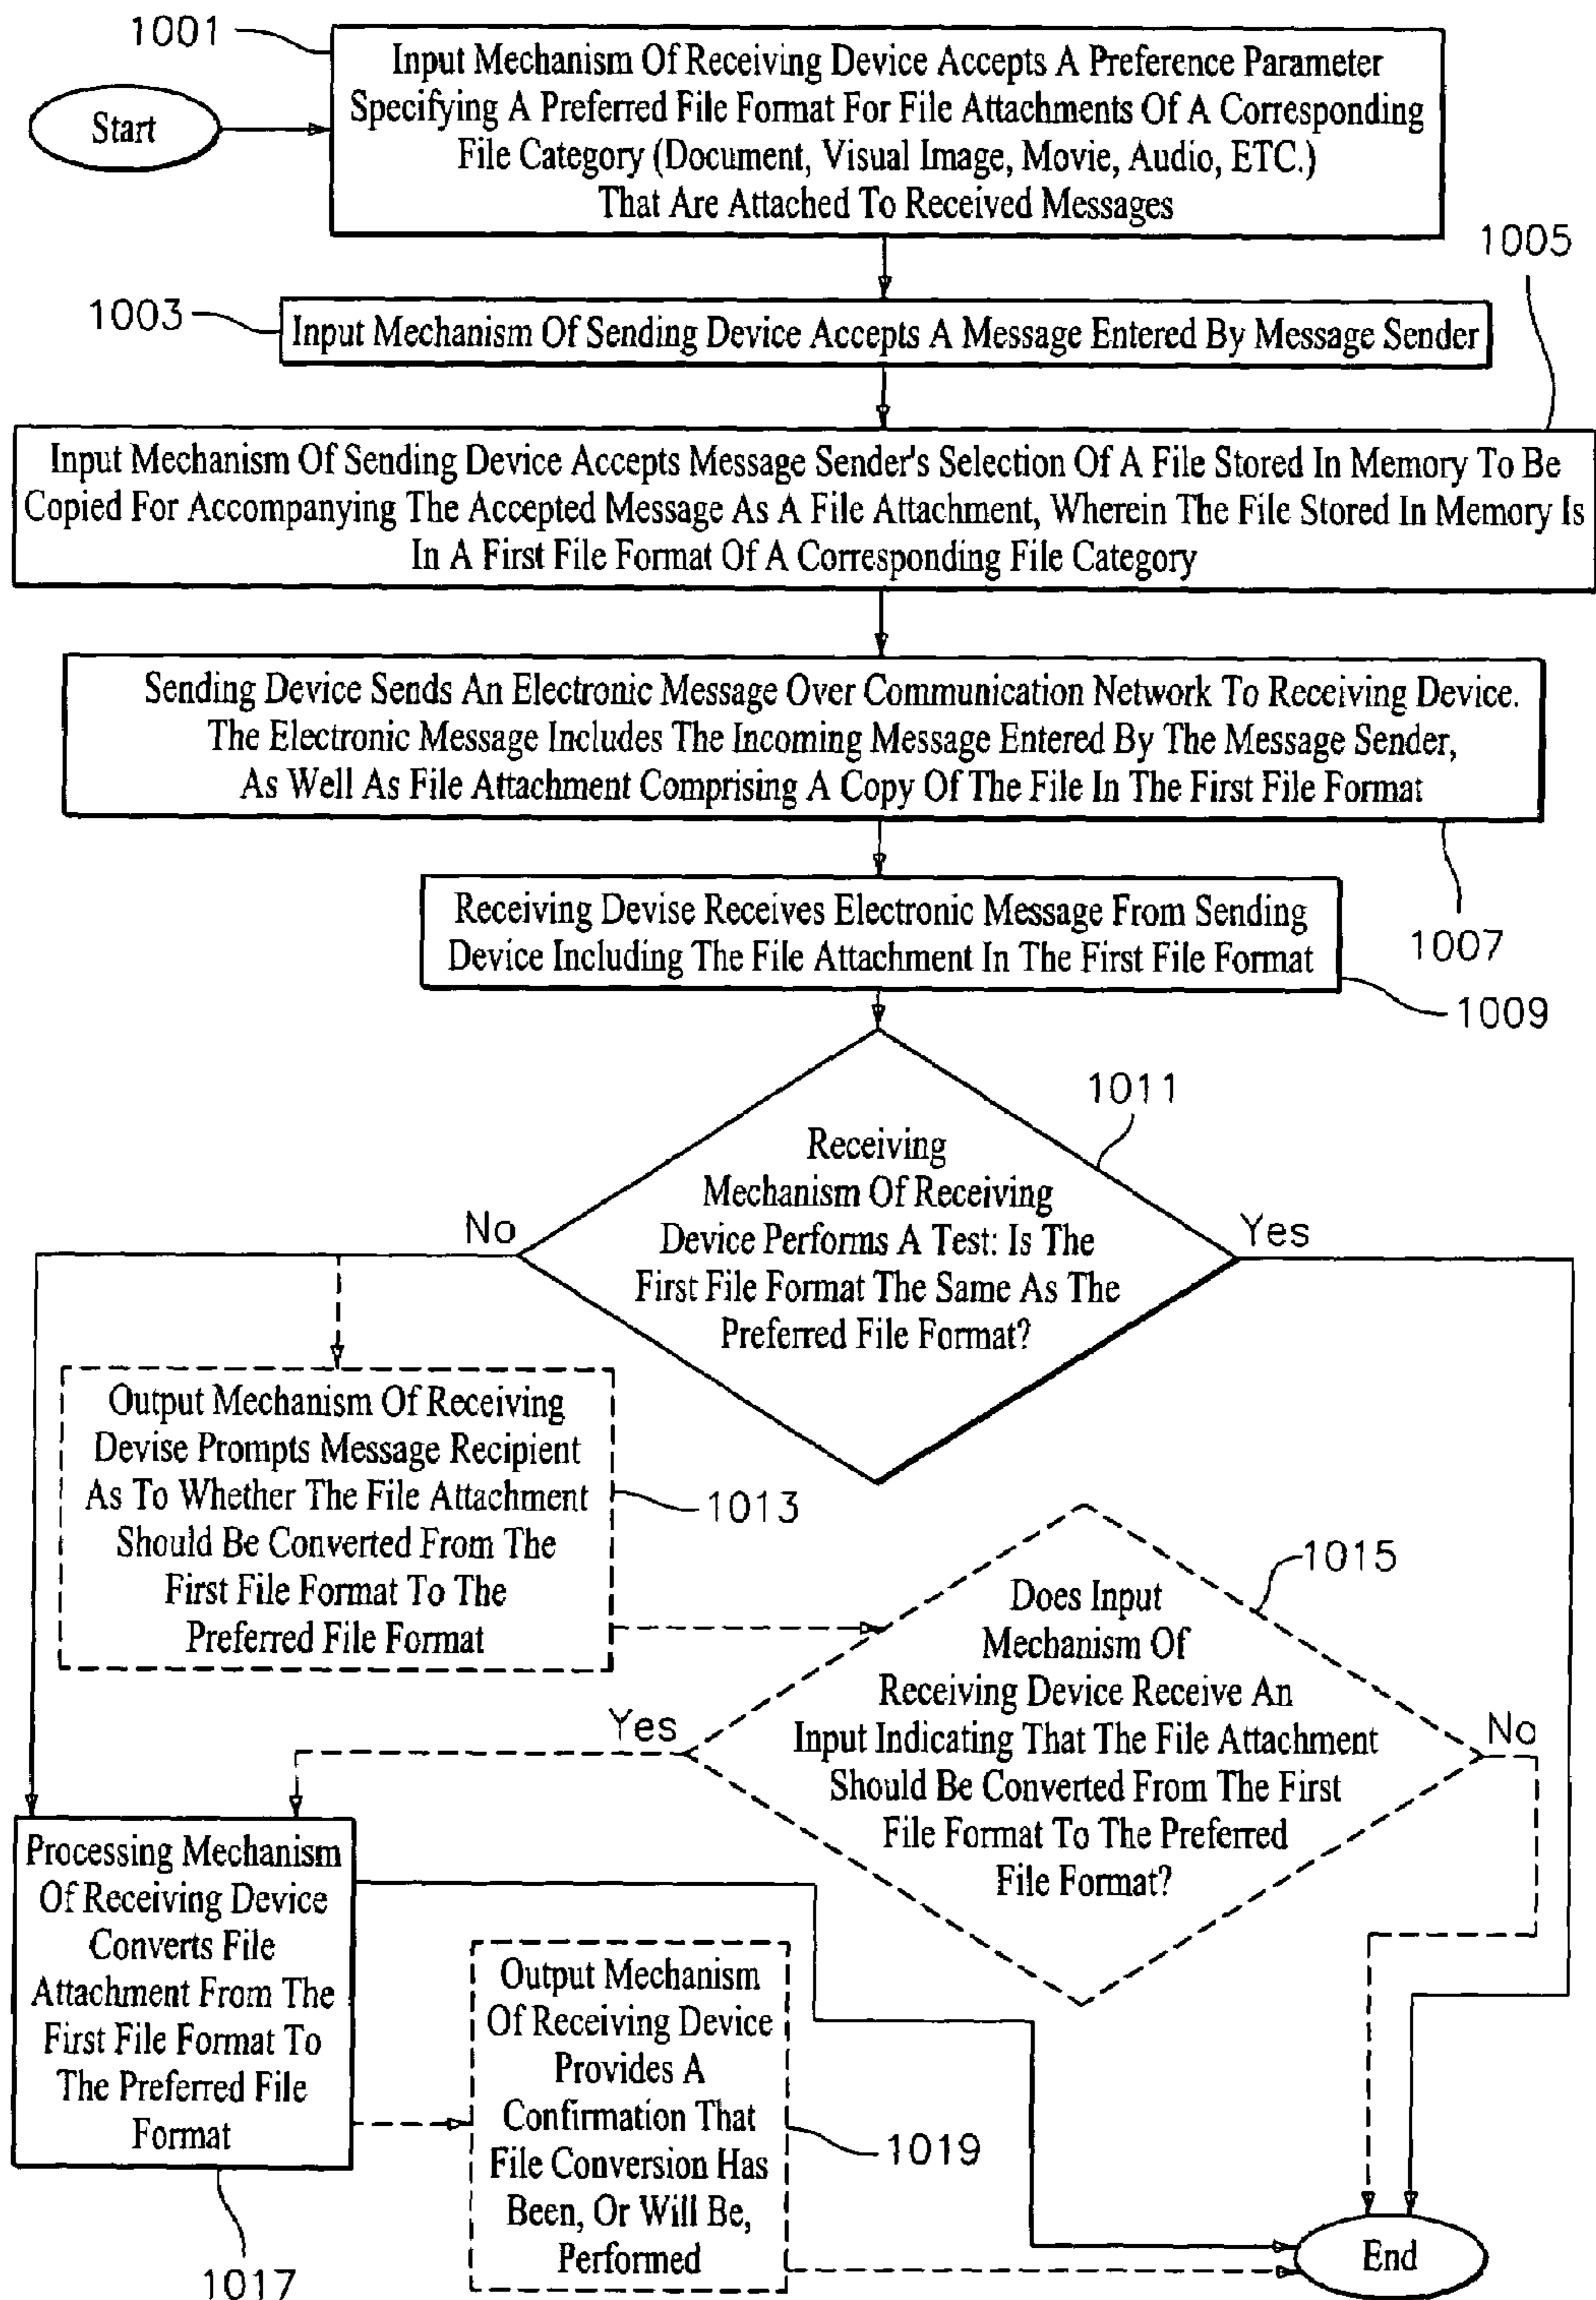 1001
Start
Input Mechanism Of Receiving Device Accepts A Preference Parameter
Specifying A Preferred File Format For File Attachments Of A Corresponding
File Category (Document, Visual Image, Movie, Audio, ETC.)
That Are Attached To Received Messages
1005
1003
Input Mechanism Of Sending Device Accepts A Message Entered By Message Sender
Input Mechanism Of Sending Device Accepts Message Sender's Selection Of A File Stored In Memory To Be
Copied For Accompanying The Accepted Message As A File Attachment, Wherein The File Stored In Memory Is
In A First File Format Of A Corresponding File Category
Sending Device Sends An Electronic Message Over Communication Network To Receiving Device.
The Electronic Message Includes The Incoming Message Entered By The Message Sender,
As Well As File Attachment Comprising A Copy Of The File In The First File Format
1007
Receiving Devise Receives Electronic Message From Sending
Device Including The File Attachment In The First File Format
1009
1011
Receiving
Mechanism Of Receiving
Device Performs A Test: Is The
First File Format The Same As The
Preferred File Format?
No
Yes
Output Mechanism Of Receiving
Devise Prompts Message Recipient
As To Whether The File Attachment
Should Be Converted From The
First File Format To The
Preferred File Format
1013
1015
Does Input
Mechanism Of
Receiving Device Receive An
Input Indicating That The File Attachment
Should Be Converted From The First
File Format To The Preferred
File Format?
Yes
No
Processing Mechanism
Of Receiving Device
Converts File
Attachment From The
First File Format To
The Preferred File
Format
1017
Output Mechanism
Of Receiving Device
Provides A
Confirmation That
File Conversion Has
Been, Or Will Be,
Performed
1019
End